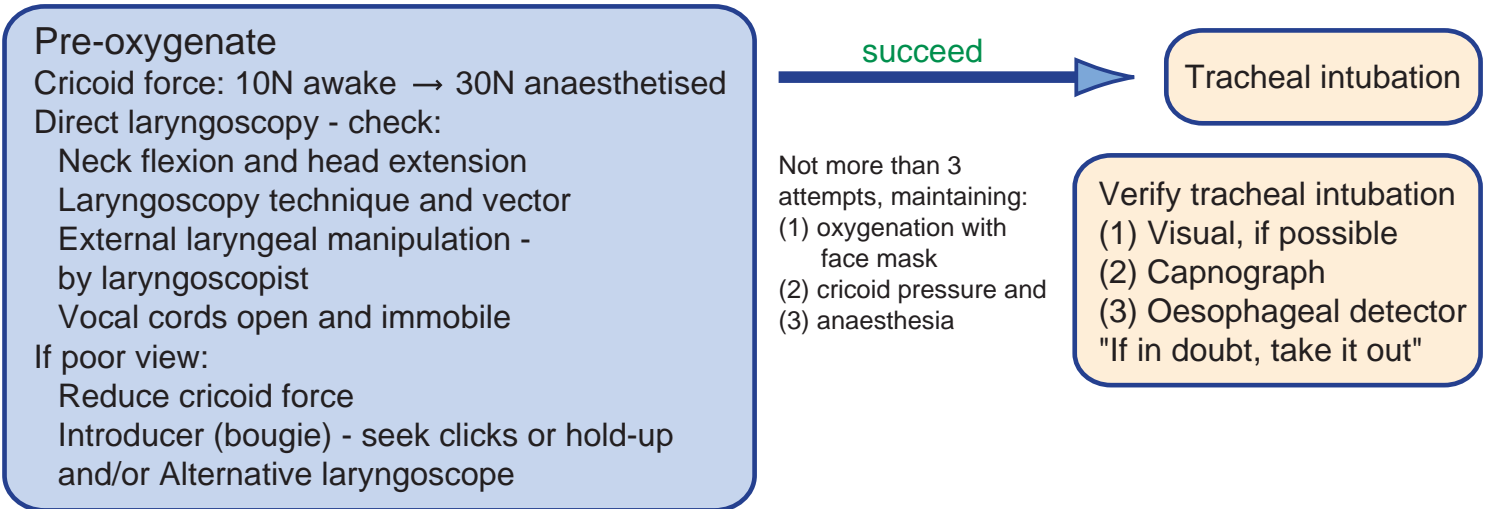 Pre-oxygenate
Cricoid force: 10N awake → 30N anaesthetised
Direct laryngoscopy - check:
Neck flexion and head extension
Laryngoscopy technique and vector
External laryngeal manipulation -
by laryngoscopist
Vocal cords open and immobile
If poor view:
Reduce cricoid force
Introducer (bougie) - seek clicks or hold-up
and/or Alternative laryngoscope
succeed
Tracheal intubation
Not more than 3
attempts, maintaining:
(1) oxygenation with
face mask
(2) cricoid pressure and
(3) anaesthesia
Verify tracheal intubation
(1) Visual, if possible
(2) Capnograph
(3) Oesophageal detector
"If in doubt, take it out"